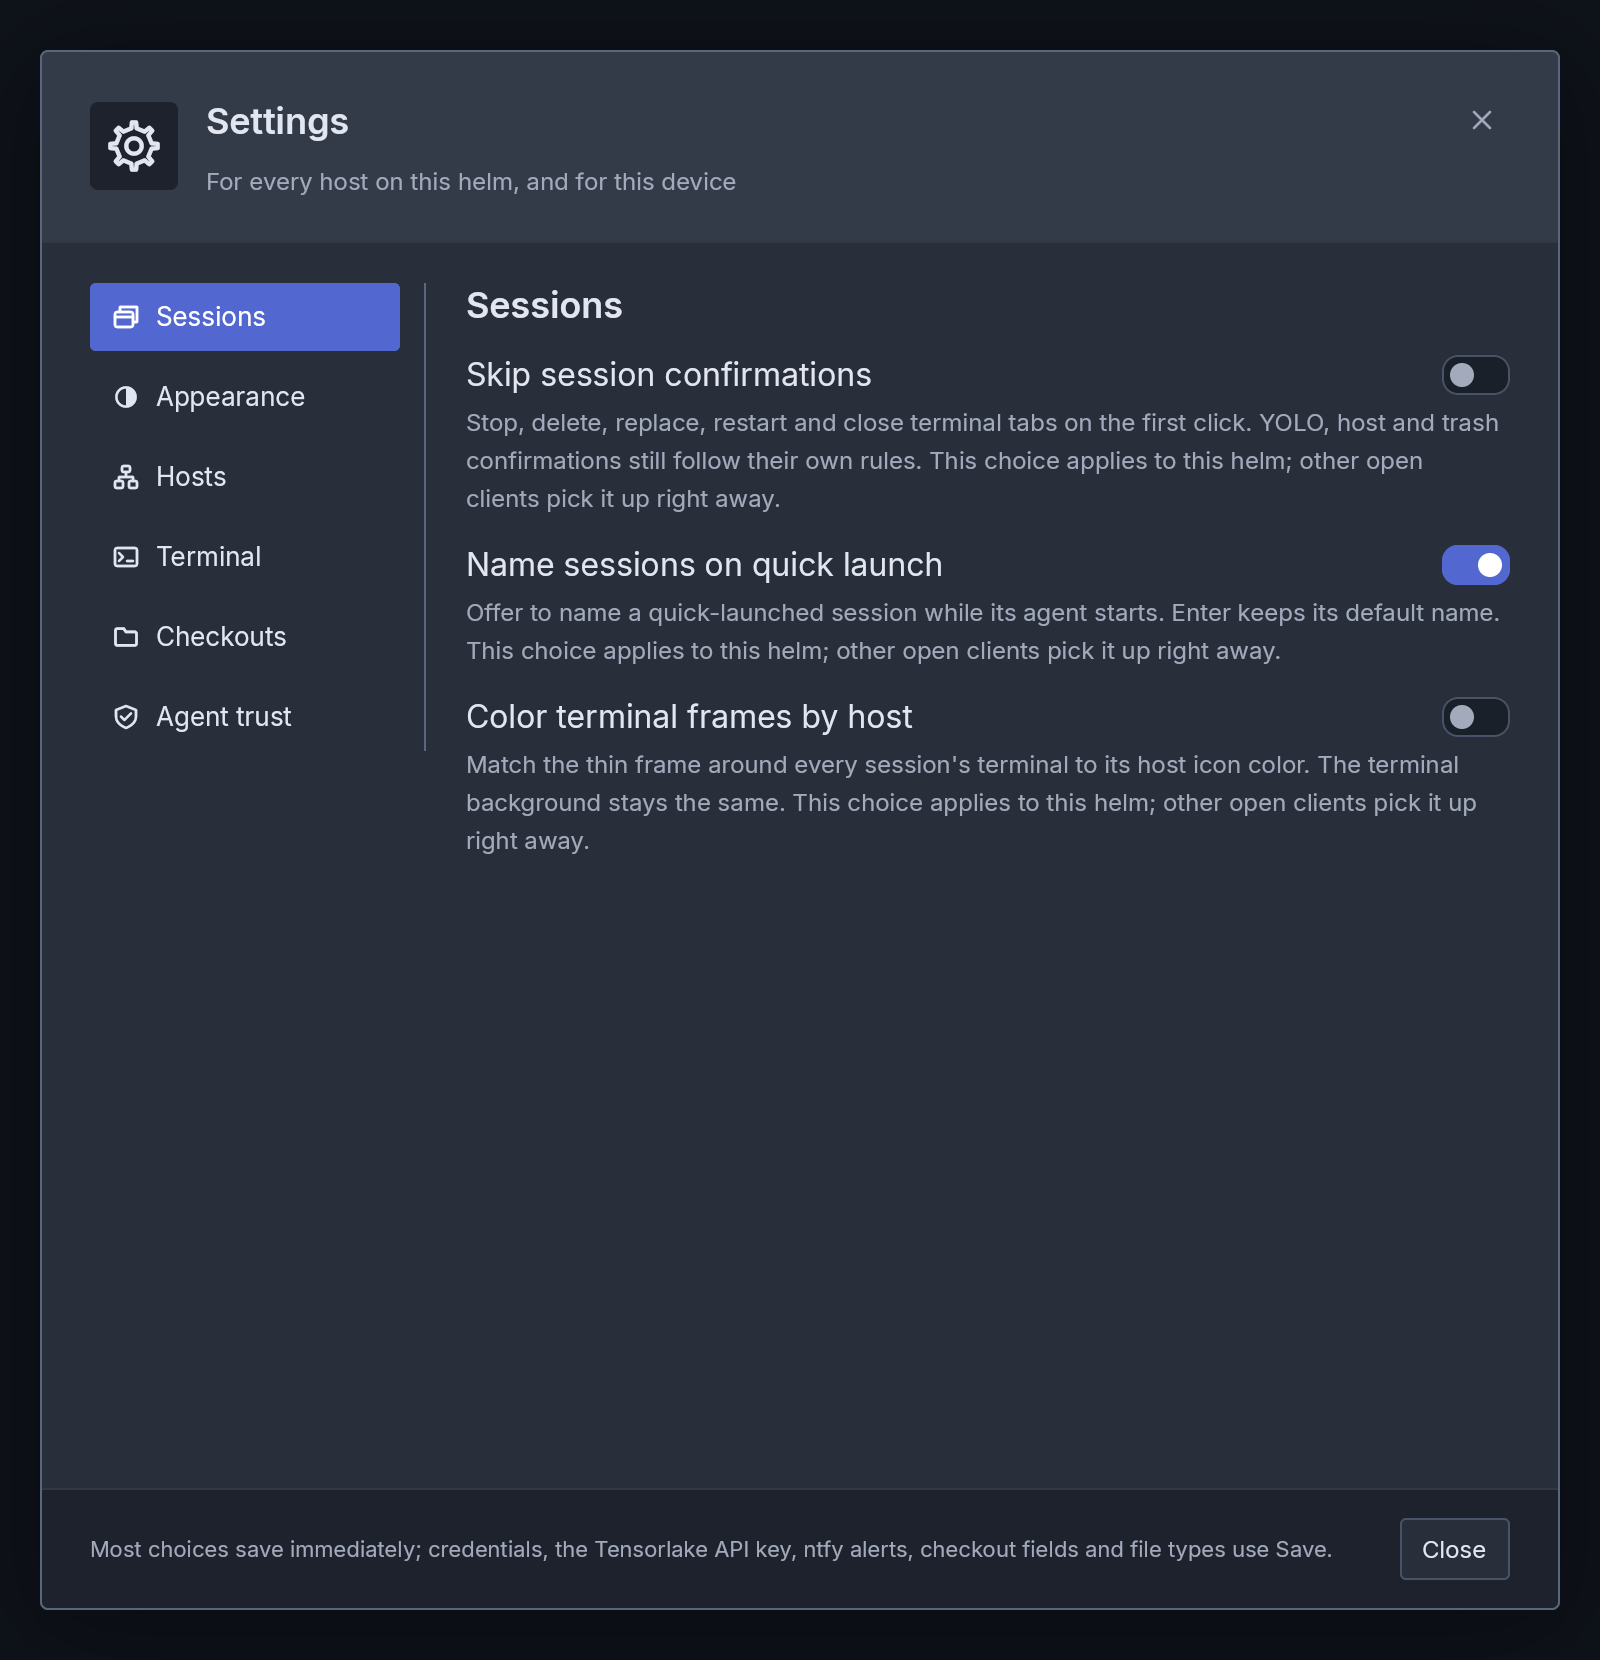 Settings
For every host on this helm, and for this device
Sessions
Appearance
Hosts
Terminal
Checkouts
Agent trust
Sessions
Skip session confirmations
Stop, delete, replace, restart and close terminal tabs on the first click. YOLO, host and trash
confirmations still follow their own rules. This choice applies to this helm; other open
clients pick it up right away.
Name sessions on quick launch
Offer to name a quick-launched session while its agent starts. Enter keeps its default name.
This choice applies to this helm; other open clients pick it up right away.
Color terminal frames by host
Match the thin frame around every session's terminal to its host icon color. The terminal
background stays the same. This choice applies to this helm; other open clients pick it up
right away.
Most choices save immediately; credentials, the Tensorlake API key, ntfy alerts, checkout fields and file types use Save.
Close